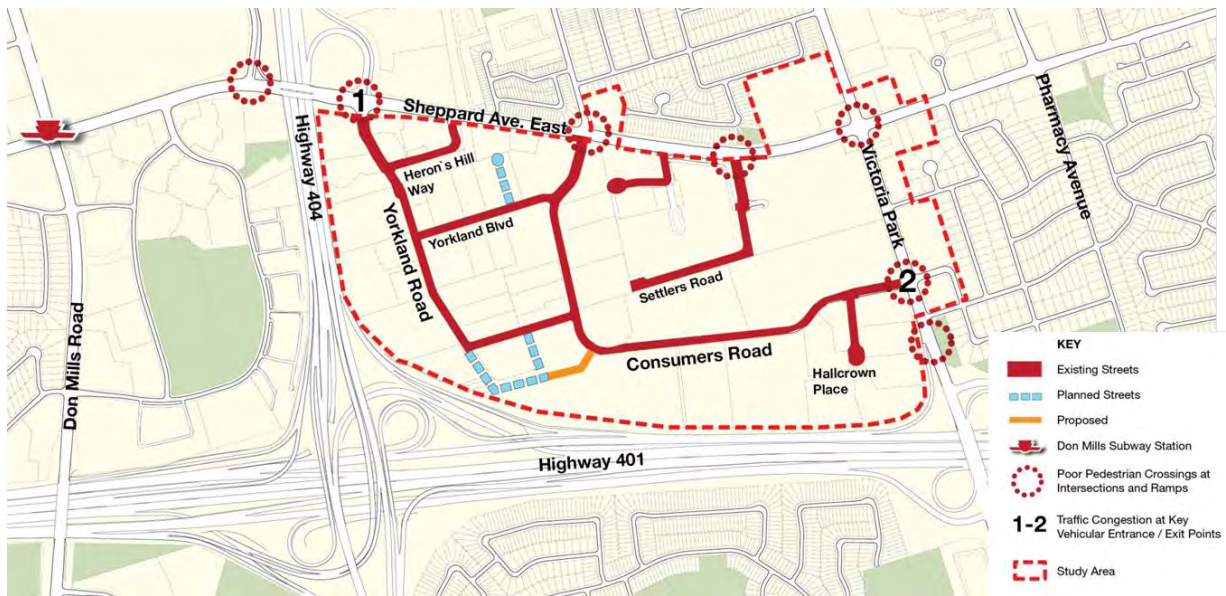 1
Sheppard Ave. East
Heron's Hill
Way
Yorkland Blvd
Yorkland Road
Highway 404
Don Mills Road
Settlers Road
Consumers Road
Hallcrown
Place
2
Victoria Park
Pharmacy Avenue
Highway 401
KEY
Existing Streets
Planned Streets
Proposed
Don Mills Subway Station
Poor Pedestrian Crossings at
Intersections and Ramps
1-2
Traffic Congestion at Key
Vehicular Entrance / Exit Points
Study Area